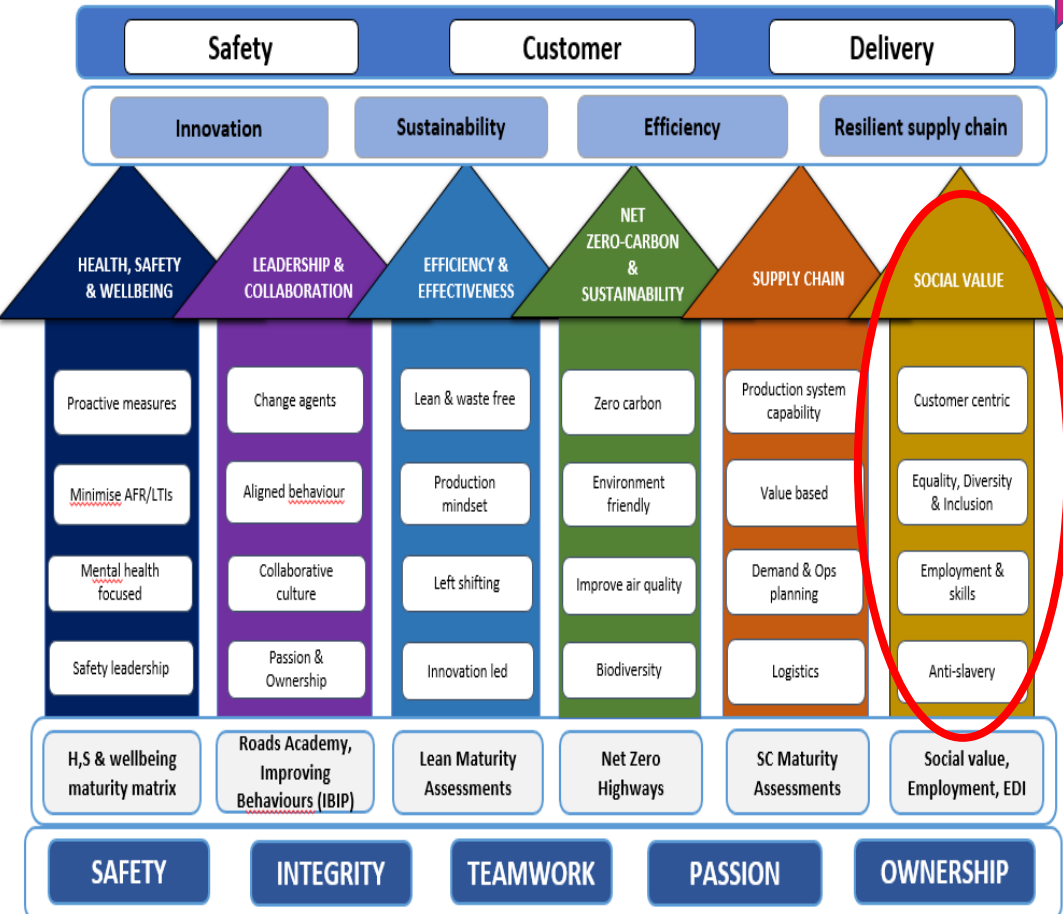 Safety
Customer
Delivery
Innovation
Sustainability
Efficiency
Resilient supply chain
HEALTH, SAFETY
& WELLBEING
LEADERSHIP &
COLLABORATION
EFFICIENCY &
EFFECTIVENESS
NET
ZERO-CARBON
&
SUSTAINABILITY
SUPPLY CHAIN
SOCIAL VALUE
Proactive measures
Change agents
Lean & waste free
Zero carbon
Production system
capability
Customer centric
Minimise AFR/LTIs
Aligned behaviour
Production
mindset
Environment
friendly
Value based
Equality, Diversity
& Inclusion
Mental health
focused
Collaborative
culture
Left shifting
Improve air quality
Demand & Ops
planning
Employment &
skills
Safety leadership
Passion &
Ownership
Innovation led
Biodiversity
Logistics
Anti-slavery
H,S & wellbeing
maturity matrix
Roads Academy,
Improving
Behaviours (IBIP)
Lean Maturity
Assessments
Net Zero
Highways
SC Maturity
Assessments
Social value,
Employment, EDI
SAFETY
INTEGRITY
TEAMWORK
PASSION
OWNERSHIP